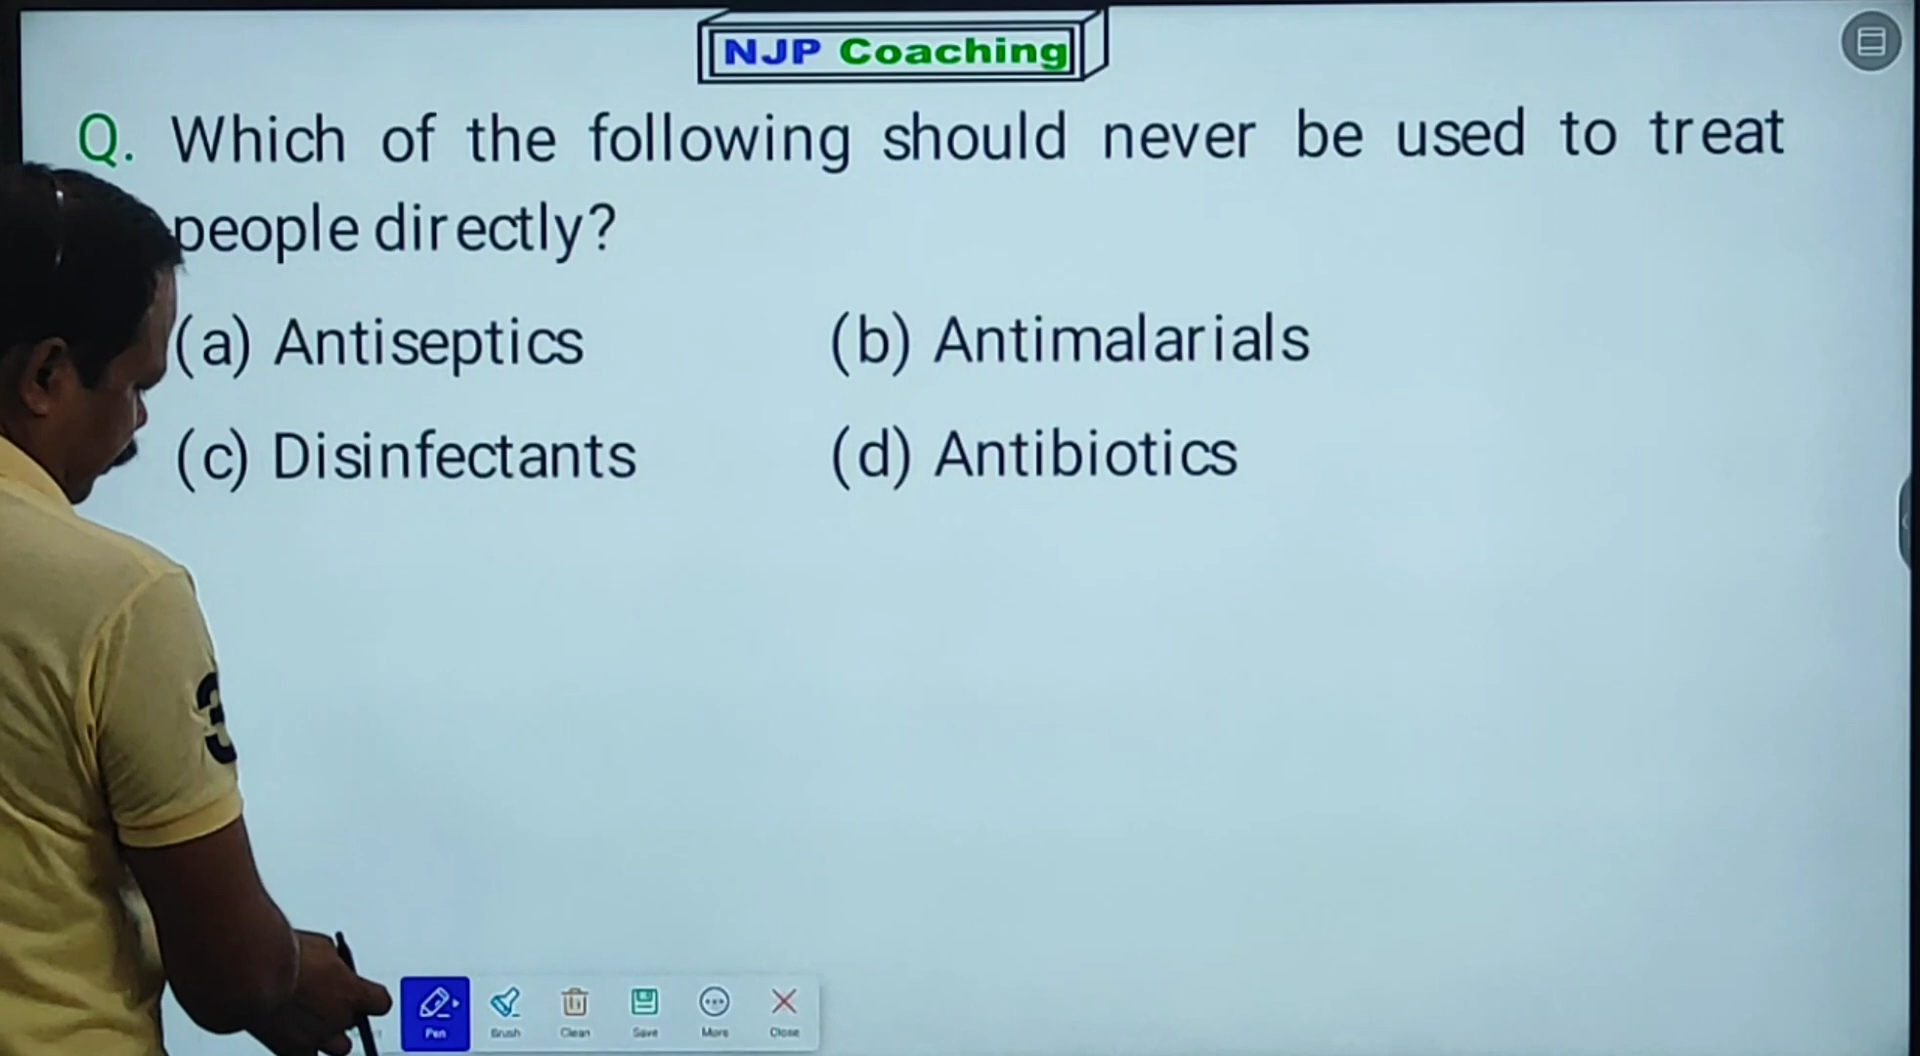 NJP Coaching
Q. Which of the following should never be used to treat
people directly?
(a) Antiseptics (b) Antimalarials
(c) Disinfectants (d) Antibiotics
3
Pen Brush Clean Save More Close